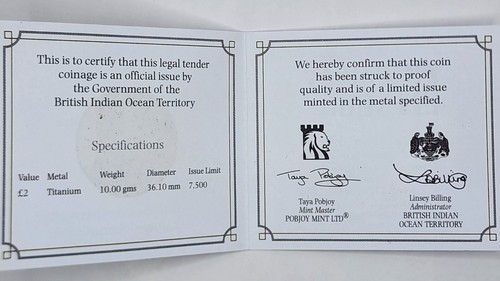 This is to certify that this legal tender
coinage is an official issue by
the Government of the
British Indian Ocean Territory
Specifications
Value Metal Weight Diameter Issue Limit
£2 Titanium 10.00 gms 36.10 mm 7.500
We hereby confirm that this coin
has been struck to proof
quality and is of a limited issue
minted in the metal specified.
Taya Pobjoy
Taya Pobjoy
Mint Master
POBJOY MINT LTD®
Linsey Billing
Administrator
BRITISH INDIAN
OCEAN TERRITORY